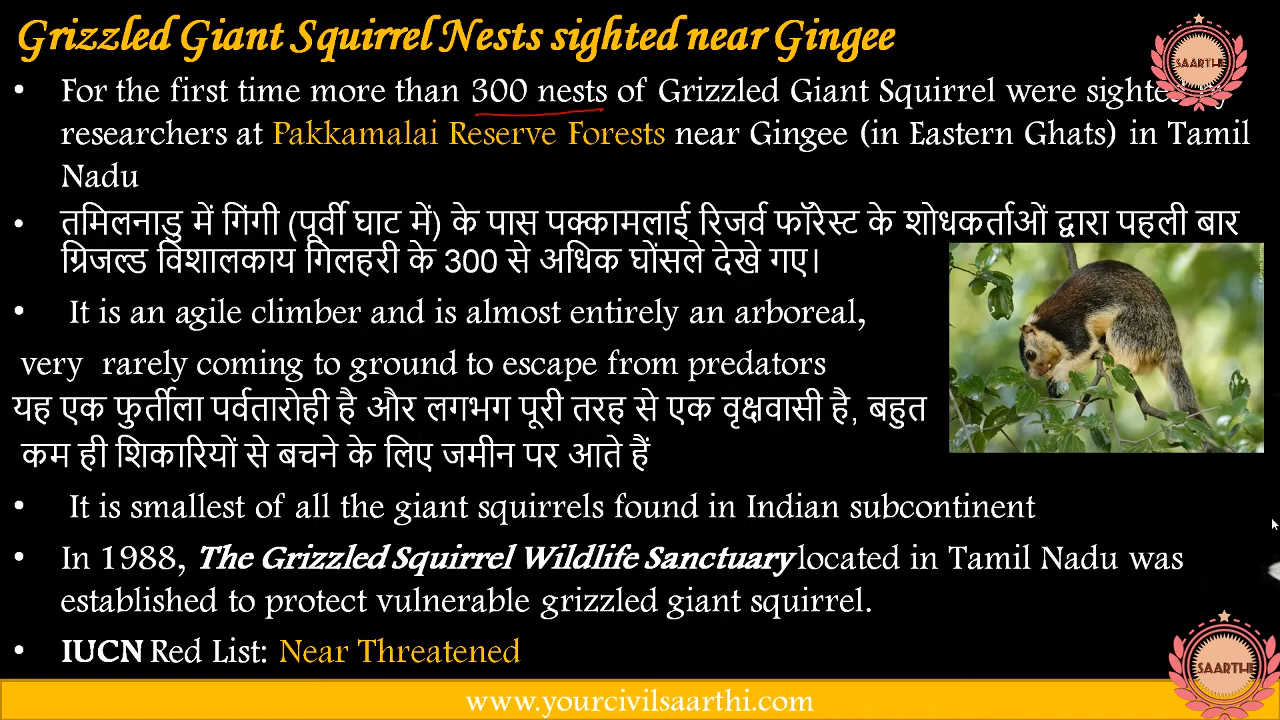 Grizzled Giant Squirrel Nests sighted near Gingee
SAARTHI
• For the first time more than 300 nests of Grizzled Giant Squirrel were sighted by
researchers at Pakkamalai Reserve Forests near Gingee (in Eastern Ghats) in Tamil
Nadu
• तमिलनाडु में गिंगी (पूर्वी घाट में) के पास पक्कामलाई रिजर्व फॉरेस्ट के शोधकर्ताओं द्वारा पहली बार
ग्रिजल्ड विशालकाय गिलहरी के 300 से अधिक घोंसले देखे गए।
• It is an agile climber and is almost entirely an arboreal,
very rarely coming to ground to escape from predators
यह एक फुर्तीला पर्वतारोही है और लगभग पूरी तरह से एक वृक्षवासी है, बहुत
कम ही शिकारियों से बचने के लिए जमीन पर आते हैं
• It is smallest of all the giant squirrels found in Indian subcontinent
• In 1988, The Grizzled Squirrel Wildlife Sanctuary located in Tamil Nadu was
established to protect vulnerable grizzled giant squirrel.
• IUCN Red List: Near Threatened
SAARTHI
www.yourcivilsaarthi.com